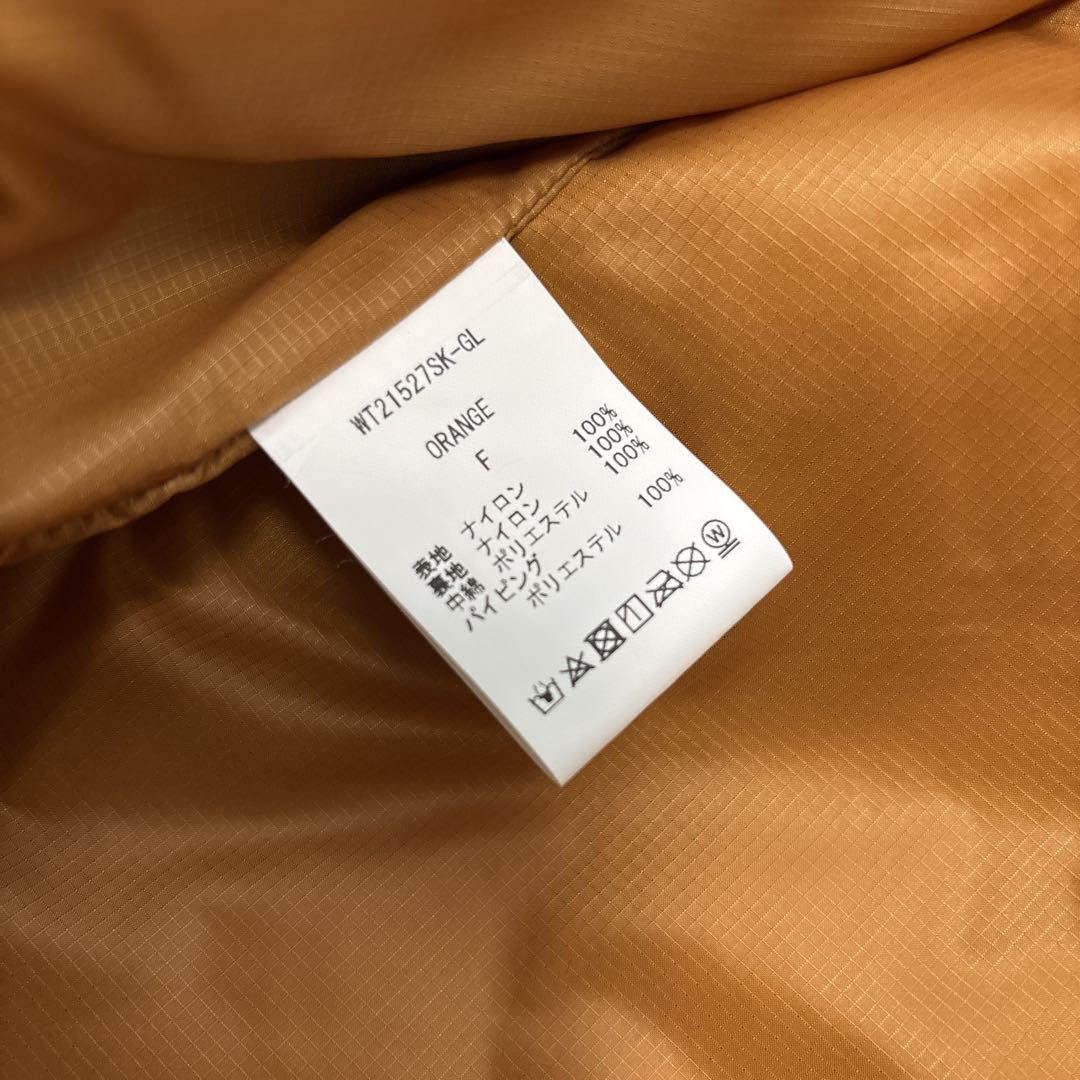 WT21527SK-GL
ORANGE
F
表地 ナイロン 100%
裏地 ナイロン 100%
中綿 ポリエステル 100%
パイピング
ポリエステル 100%
W